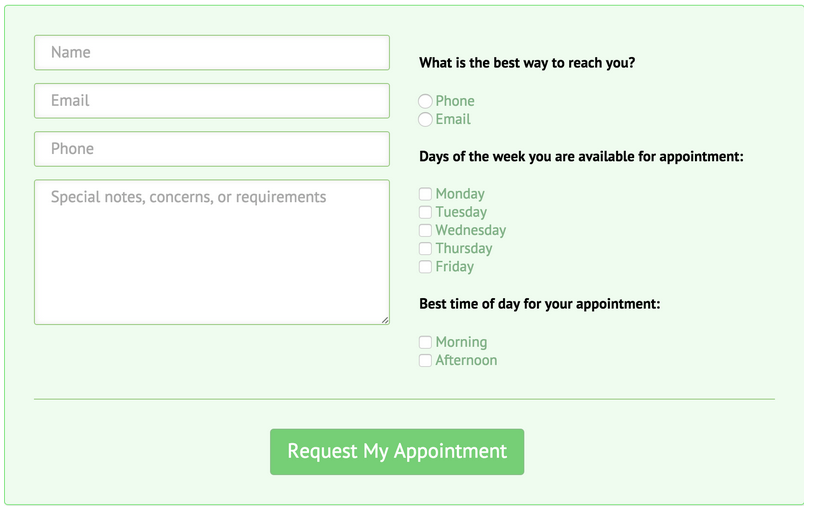 Name
Email
Phone
Special notes, concerns, or requirements
What is the best way to reach you?
Phone
Email
Days of the week you are available for appointment:
Monday
Tuesday
Wednesday
Thursday
Friday
Best time of day for your appointment:
Morning
Afternoon
Request My Appointment